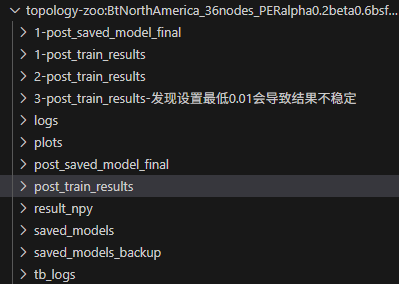 topology-zoo:BtNorthAmerica_36nodes_PERalpha0.2beta0.6bsf...
1-post_saved_model_final
1-post_train_results
2-post_train_results
3-post_train_results-发现设置最低0.01会导致结果不稳定
logs
plots
post_saved_model_final
post_train_results
result_npy
saved_models
saved_models_backup
tb_logs